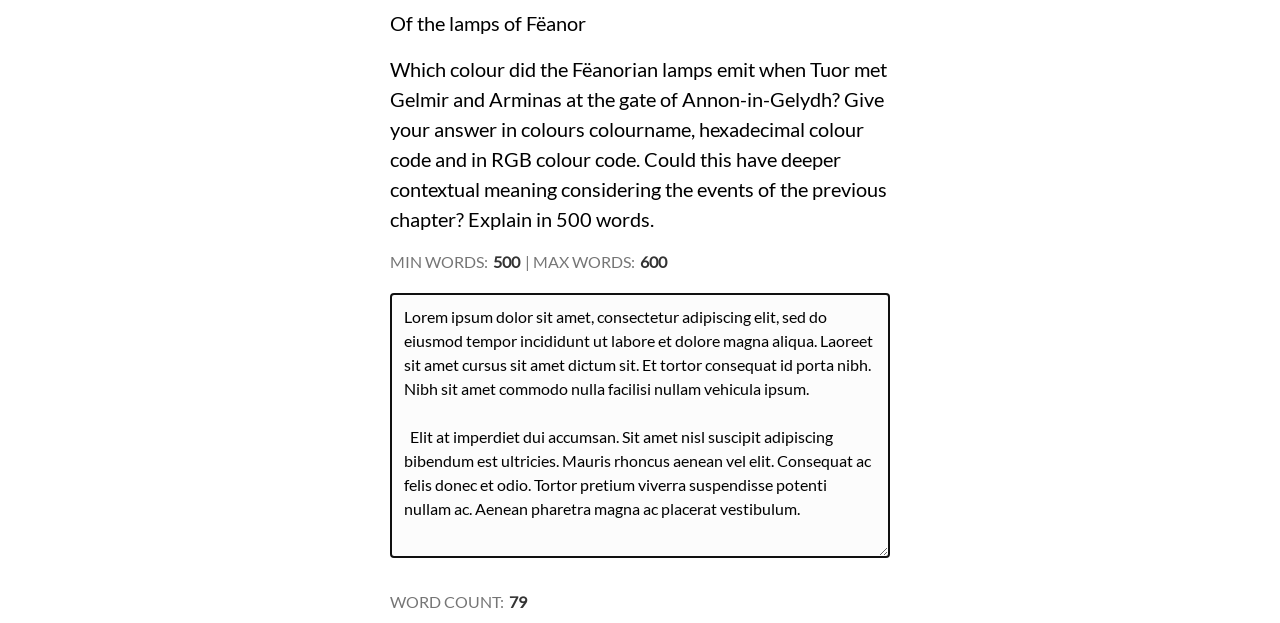 Of the lamps of Fëanor
Which colour did the Fëanorian lamps emit when Tuor met
Gelmir and Arminas at the gate of Annon-in-Gelydh? Give
your answer in colours colourname, hexadecimal colour
code and in RGB colour code. Could this have deeper
contextual meaning considering the events of the previous
chapter? Explain in 500 words.
MIN WORDS: 500 | MAX WORDS: 600
Lorem ipsum dolor sit amet, consectetur adipiscing elit, sed do
eiusmod tempor incididunt ut labore et dolore magna aliqua. Laoreet
sit amet cursus sit amet dictum sit. Et tortor consequat id porta nibh.
Nibh sit amet commodo nulla facilisi nullam vehicula ipsum.
Elit at imperdiet dui accumsan. Sit amet nisl suscipit adipiscing
bibendum est ultricies. Mauris rhoncus aenean vel elit. Consequat ac
felis donec et odio. Tortor pretium viverra suspendisse potenti
nullam ac. Aenean pharetra magna ac placerat vestibulum.
WORD COUNT: 79